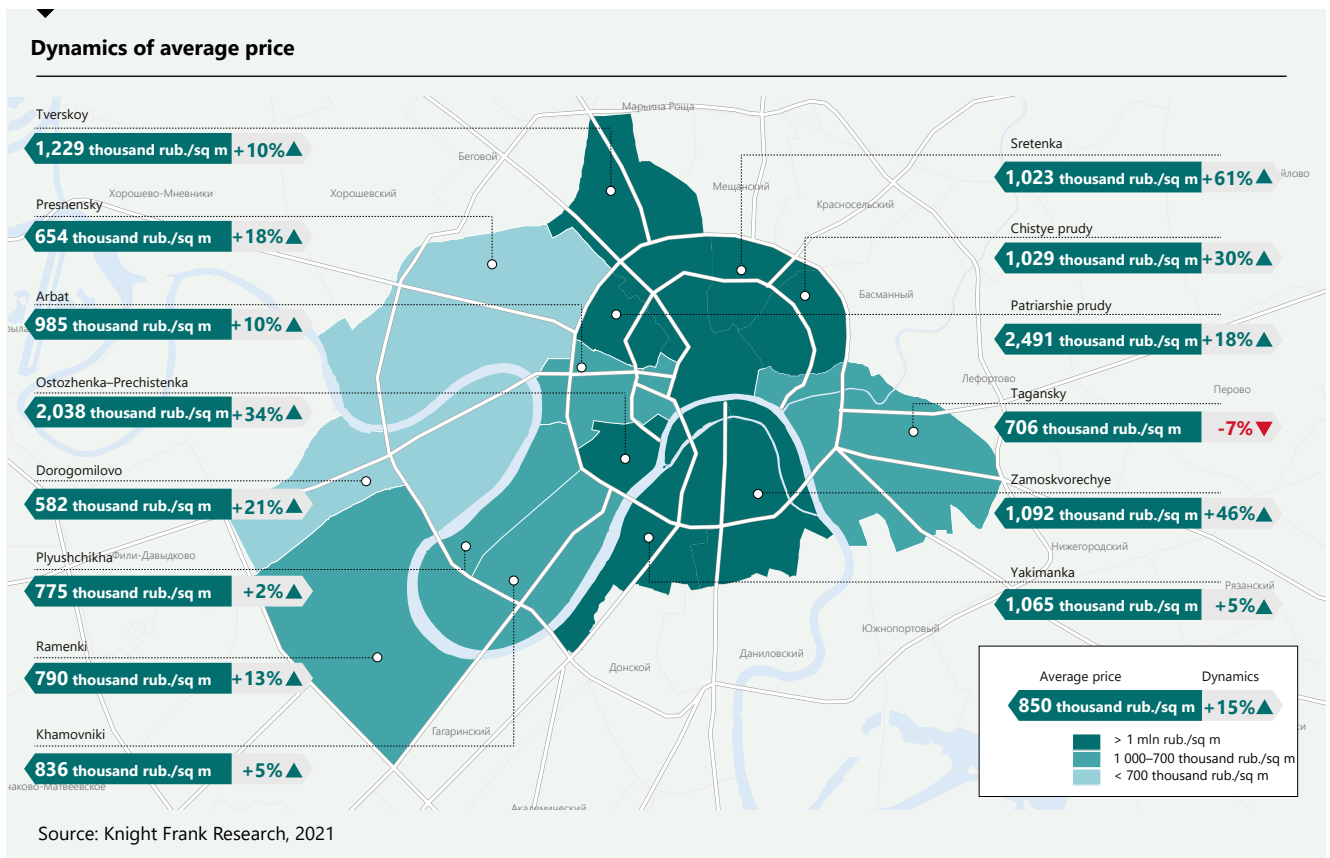 Dynamics of average price
Марьина Роща
Tverskoy
1,229 thousand rub./sq m +10%
Беговой
Хорошево-Мневники
Хорошевский
Мещанский
Красносельский
Sretenka
1,023 thousand rub./sq m +61%
йлово
Presnensky
654 thousand rub./sq m +18%
Chistye prudy
1,029 thousand rub./sq m +30%
Arbat
985 thousand rub./sq m +10%
Басманный
Patriarshie prudy
2,491 thousand rub./sq m +18%
Ostozhenka–Prechistenka
2,038 thousand rub./sq m +34%
Лефортово
Перово
Tagansky
706 thousand rub./sq m -7%
Dorogomilovo
582 thousand rub./sq m +21%
Zamoskvorechye
1,092 thousand rub./sq m +46%
Нижегородский
Plyushchikha
Фили-Давыдково
775 thousand rub./sq m +2%
Yakimanka
Рязанский
1,065 thousand rub./sq m +5%
Южнопортовый
Ramenki
790 thousand rub./sq m +13%
Донской
Даниловский
Khamovniki
836 thousand rub./sq m +5%
Гагаринский
Академический
Average price Dynamics
850 thousand rub./sq m +15%
> 1 mln rub./sq m
1 000–700 thousand rub./sq m
< 700 thousand rub./sq m
Source: Knight Frank Research, 2021